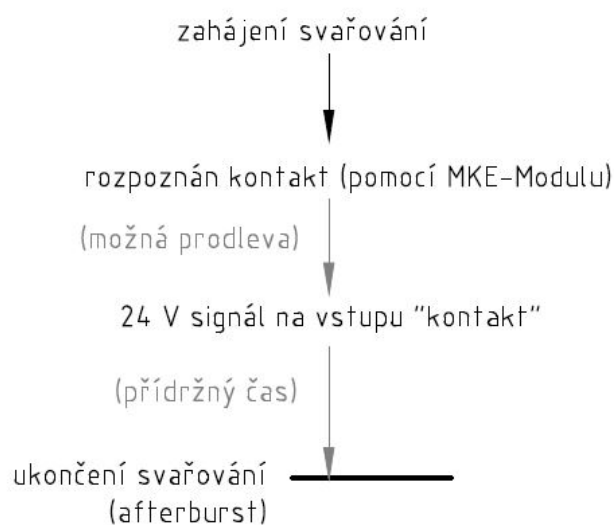 zahájení svařování
rozpoznán kontakt (pomocí MKE-Modulu)
(možná prodleva)
24 V signál na vstupu "kontakt"
(přídržný čas)
ukončení svařování
(afterburst)